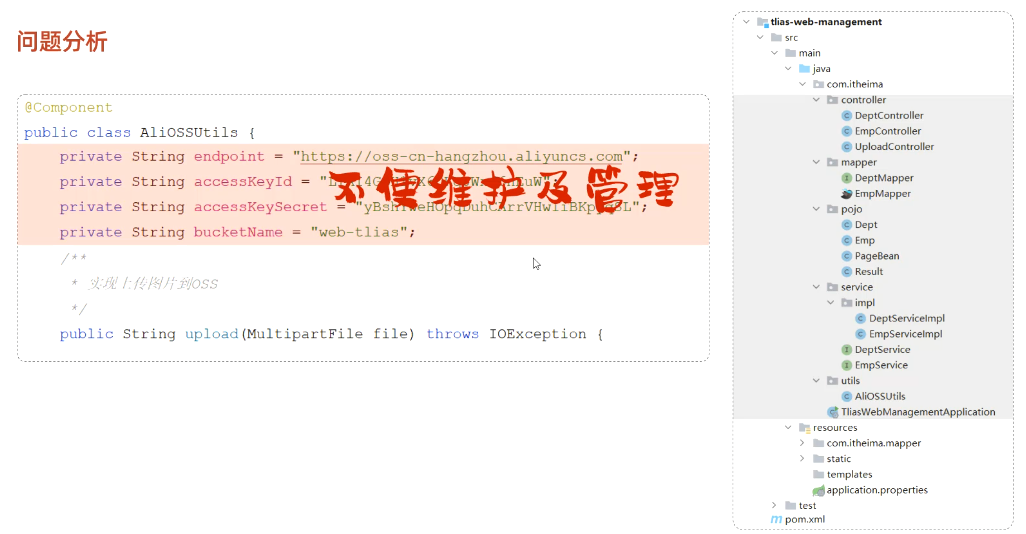 问题分析
@Component
public class AliOSSUtils {
private String endpoint = "https://oss-cn-hangzhou.aliyuncs.com";
private String accessKeyId = "
private String accessKeySecret =
不便维护及管理
private String bucketName = "web-tlias";
/**
* 实现上传图片到OSS
*/
public String upload(MultipartFile file) throws IOException {
tlias-web-management
src
main
java
com.itheima
controller
DeptController
EmpController
UploadController
mapper
DeptMapper
EmpMapper
pojo
Dept
Emp
PageBean
Result
service
impl
DeptServiceImpl
EmpServiceImpl
DeptService
EmpService
utils
AliOSSUtils
TliasWebManagementApplication
resources
com.itheima.mapper
static
templates
application.properties
test
pom.xml